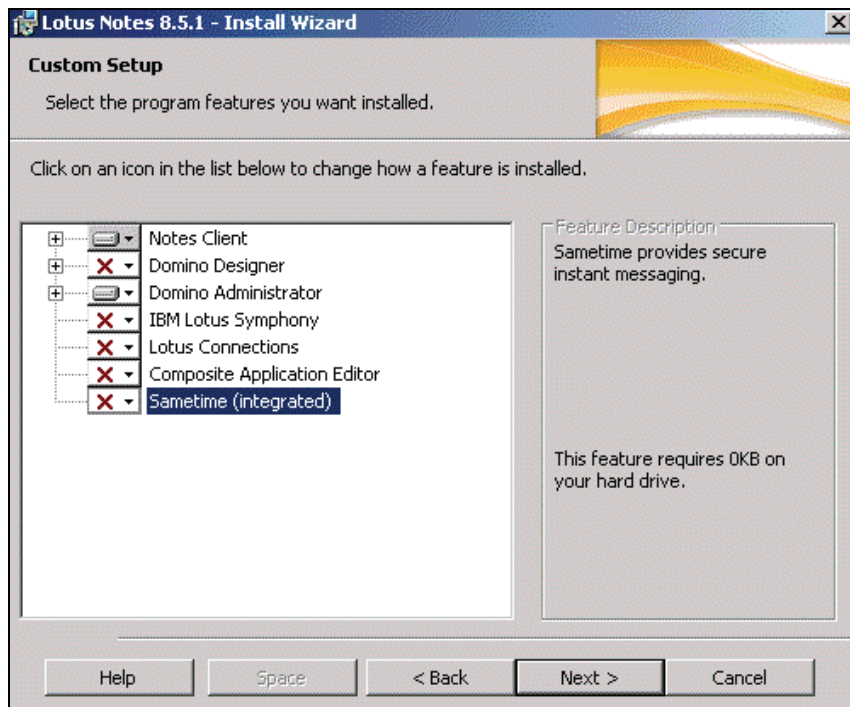 Lotus Notes 8.5.1 - Install Wizard
Custom Setup
Select the program features you want installed.
Click on an icon in the list below to change how a feature is installed.
Notes Client
Domino Designer
Domino Administrator
IBM Lotus Symphony
Lotus Connections
Composite Application Editor
Sametime (integrated)
Feature Description
Sametime provides secure
instant messaging.
This feature requires 0KB on
your hard drive.
Help
Space
< Back
Next >
Cancel